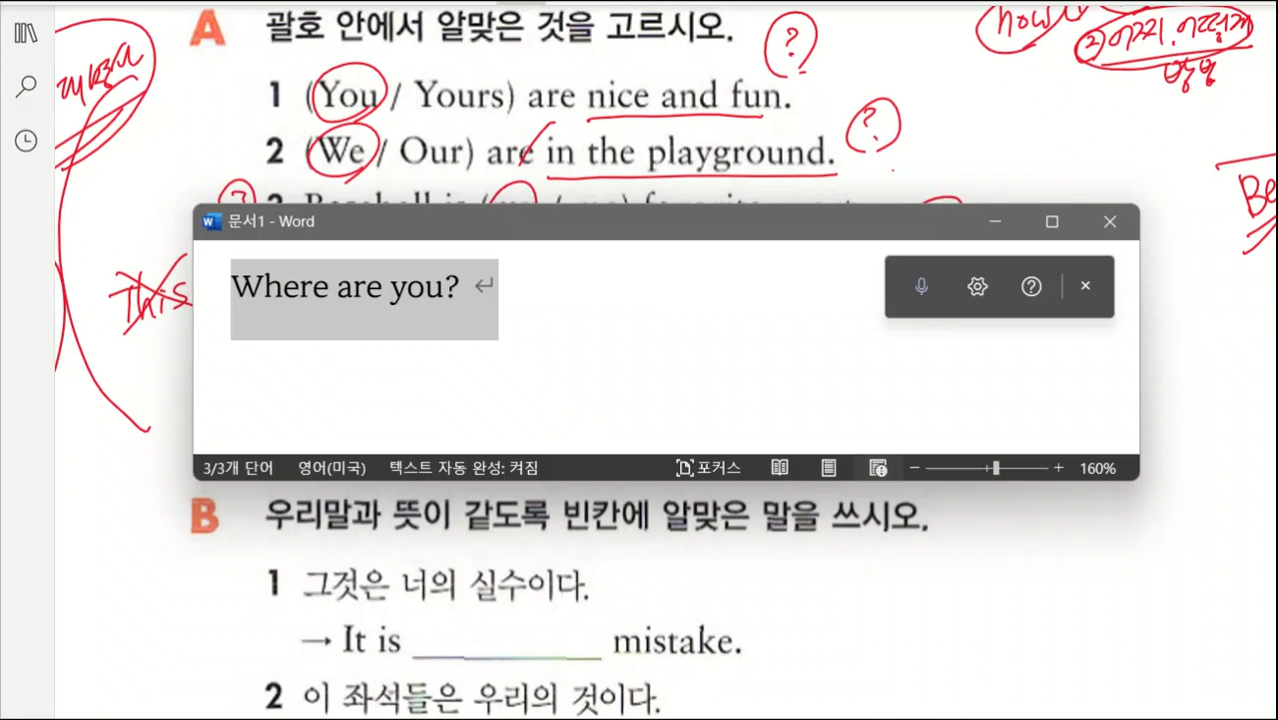 how
A 괄호 안에서 알맞은 것을 고르시오.
?
1 (You / Yours) are nice and fun.
2 (We / Our) are in the playground.
?
문서1 - Word
Where are you?
This
Be
3/3개 단어 영어(미국) 텍스트 자동 완성: 켜짐 포커스 160%
B 우리말과 뜻이 같도록 빈칸에 알맞은 말을 쓰시오.
1 그것은 너의 실수이다.
→ It is ________ mistake.
2 이 좌석들은 우리의 것이다.